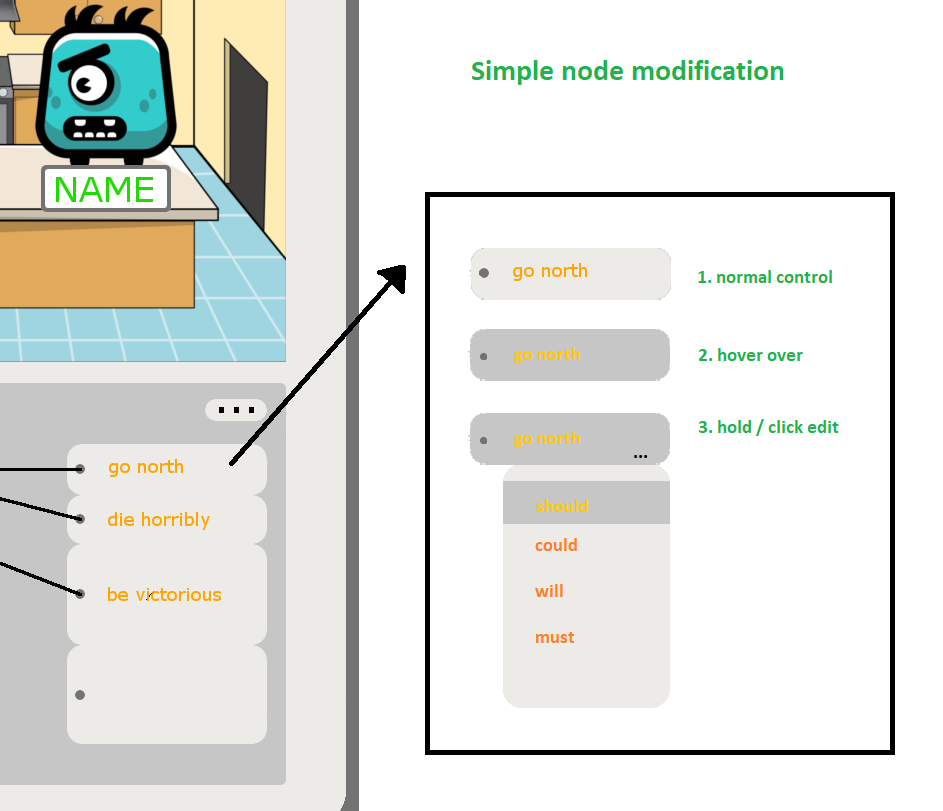 NAME
go north
die horribly
be victorious
Simple node modification
go north
1. normal control
go north
2. hover over
go north
3. hold / click edit
...
should
could
will
must